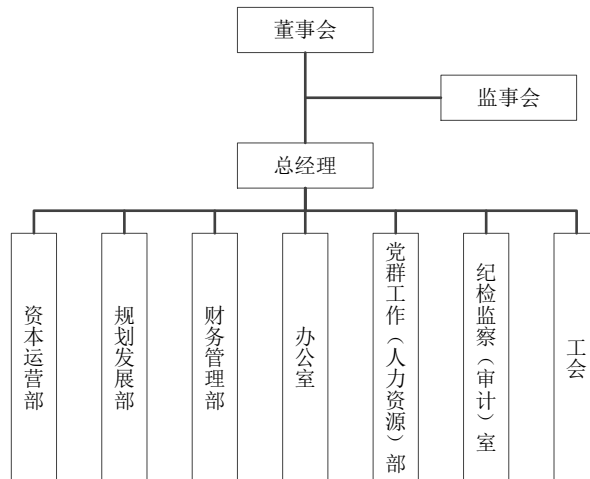 董事会
监事会
总经理
资本运营部
规划发展部
财务管理部
办公室
党群工作（人力资源）部
纪检监察（审计）室
工会